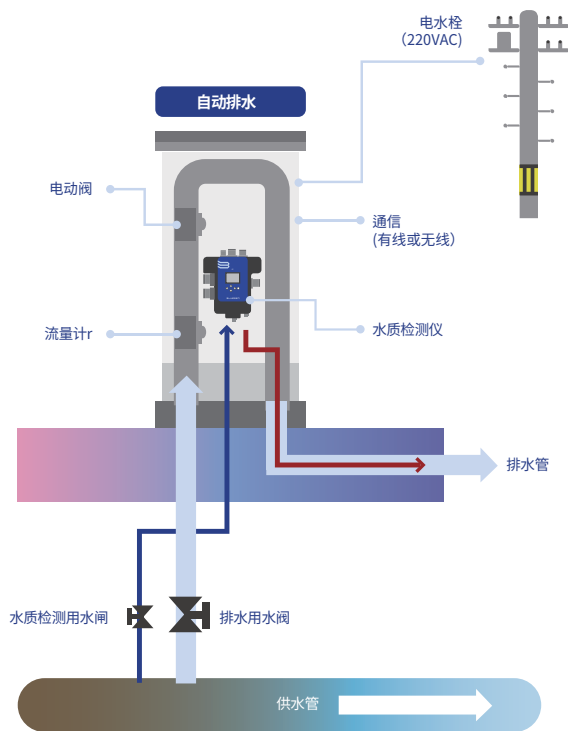 电水栓
（220VAC)
自动排水
电动阀
通信
(有线或无线）
流量计r
水质检测仪
排水管
水质检测用水闸
排水用水阀
供水管